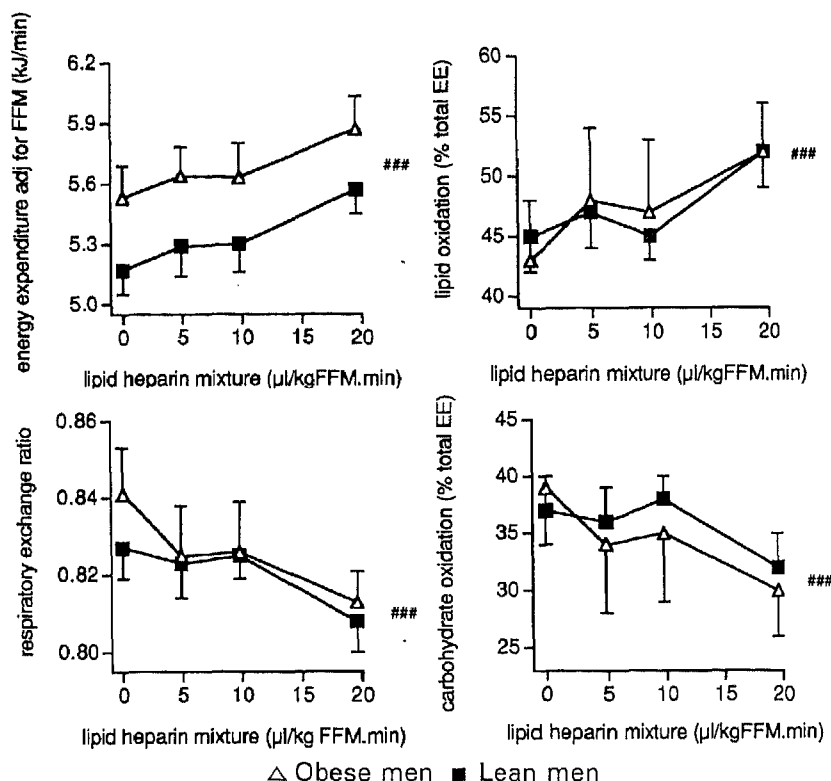 energy expenditure adj for FFM (kJ/min)
6.2
5.9
5.6
5.3
5.0
###
0 5 10 15 20
lipid heparin mixture (µl/kgFFM.min)
lipid oxidation (% total EE)
60
55
50
45
40
###
0 5 10 15 20
lipid heparin mixture (µl/kgFFM.min)
respiratory exchange ratio
0.86
0.84
0.82
0.80
###
0 5 10 15 20
lipid heparin mixture (µl/kg FFM.min)
carbohydrate oxidation (% total EE)
45
40
35
30
25
###
0 5 10 15 20
lipid heparin mixture (µl/kgFFM.min)
△ Obese men ■ Lean men